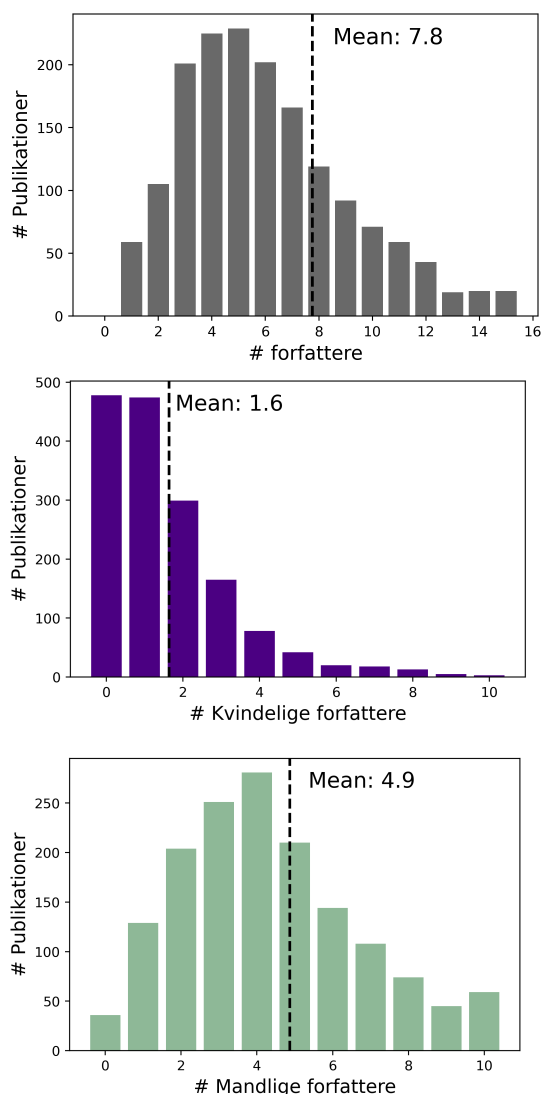 Mean: 7.8
200
150
100
50
0
# Publikationer
0 2 4 6 8 10 12 14 16
# forfattere
500
400
300
200
100
0
# Publikationer
Mean: 1.6
0 2 4 6 8 10
# Kvindelige forfattere
250
200
150
100
50
0
# Publikationer
Mean: 4.9
0 2 4 6 8 10
# Mandlige forfattere